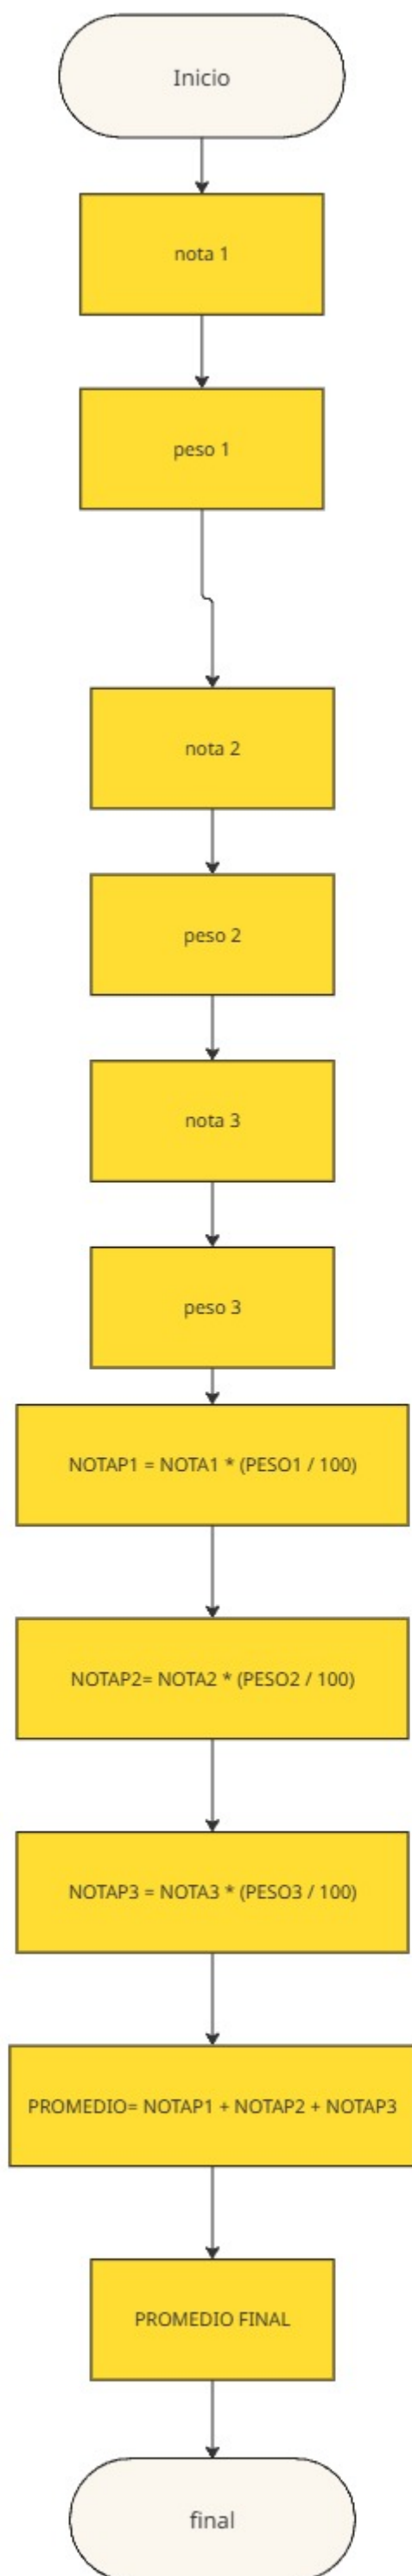 Inicio
nota 1
peso 1
nota 2
peso 2
nota 3
peso 3
NOTAP1 = NOTA1 * (PESO1 / 100)
NOTAP2= NOTA2 * (PESO2 / 100)
NOTAP3 = NOTA3 * (PESO3 / 100)
PROMEDIO= NOTAP1 + NOTAP2 + NOTAP3
PROMEDIO FINAL
final